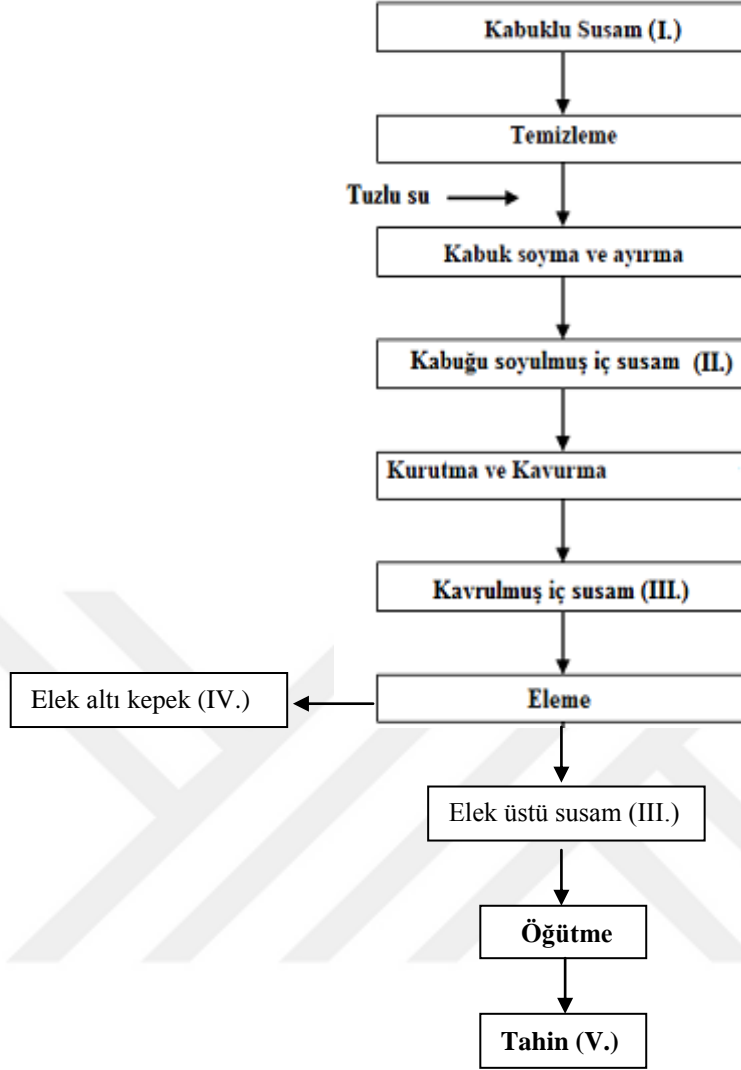 Kabuklu Susam (I.)
Temizleme
Tuzlu su
Kabuk soyma ve ayırma
Kabuğu soyulmuş iç susam (II.)
Kurutma ve Kavurma
Kavrulmuş iç susam (III.)
Elek altı kepek (IV.)
Eleme
Elek üstü susam (III.)
Öğütme
Tahin (V.)